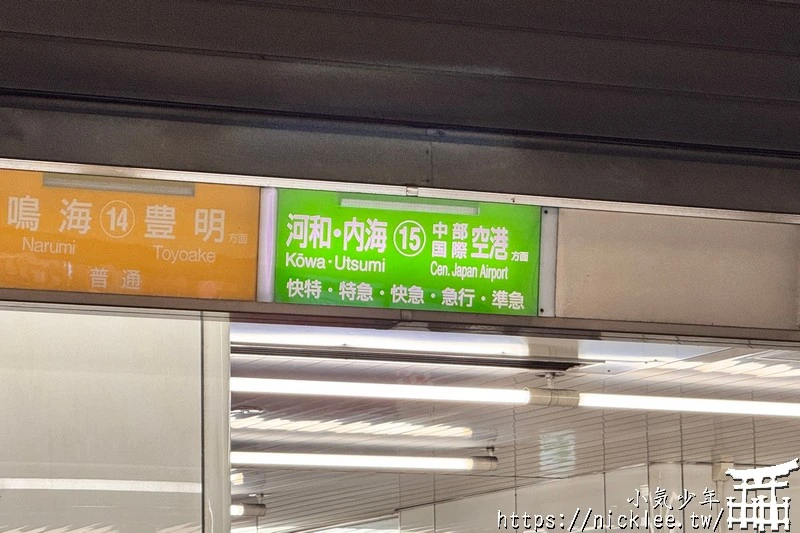 鳴海 14 豊明 方面
Narumi Toyoake
普通
河和・内海 15 中部国際空港 方面
Kōwa・Utsumi Cen. Japan Airport
快特・特急・快急・急行・準急
小氣少年
https://nicklee.tw/